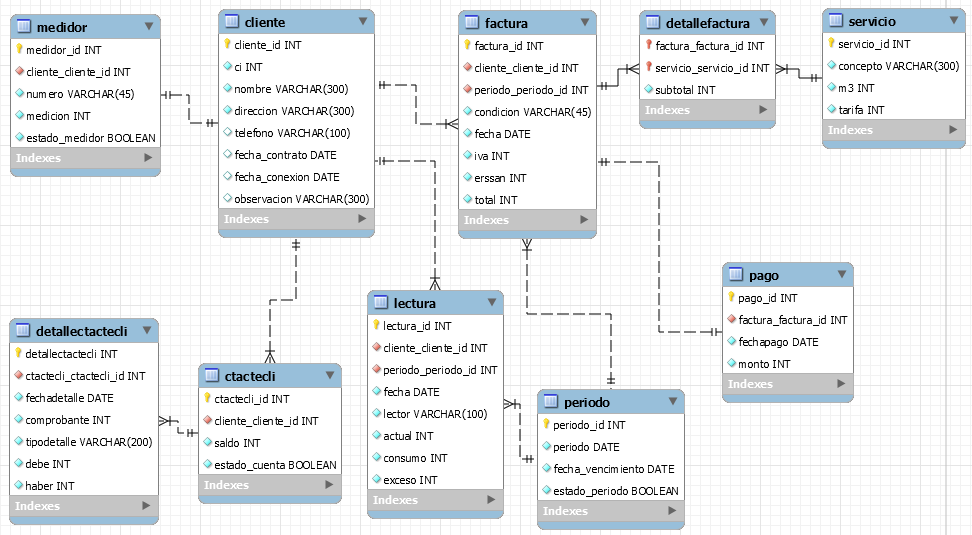 medidor
medidor_id INT
cliente_cliente_id INT
numero VARCHAR(45)
medicion INT
estado_medidor BOOLEAN
Indexes
cliente
cliente_id INT
ci INT
nombre VARCHAR(300)
direccion VARCHAR(300)
telefono VARCHAR(100)
fecha_contrato DATE
fecha_conexion DATE
observacion VARCHAR(300)
Indexes
factura
factura_id INT
cliente_cliente_id INT
periodo_periodo_id INT
condicion VARCHAR(45)
fecha DATE
iva INT
erssan INT
total INT
Indexes
detallefactura
factura_factura_id INT
servicio_servicio_id INT
subtotal INT
Indexes
servicio
servicio_id INT
concepto VARCHAR(300)
m3 INT
tarifa INT
Indexes
detallectactecli
detallectactecli INT
ctactecli_ctactecli_id INT
fechadetalle DATE
comprobante INT
tipodetalle VARCHAR(200)
debe INT
haber INT
Indexes
ctactecli
ctactecli_id INT
cliente_cliente_id INT
saldo INT
estado_cuenta BOOLEAN
Indexes
lectura
lectura_id INT
cliente_cliente_id INT
periodo_periodo_id INT
fecha DATE
lector VARCHAR(100)
actual INT
consumo INT
exceso INT
Indexes
periodo
periodo_id INT
periodo DATE
fecha_vencimiento DATE
estado_periodo BOOLEAN
Indexes
pago
pago_id INT
factura_factura_id INT
fechapago DATE
monto INT
Indexes